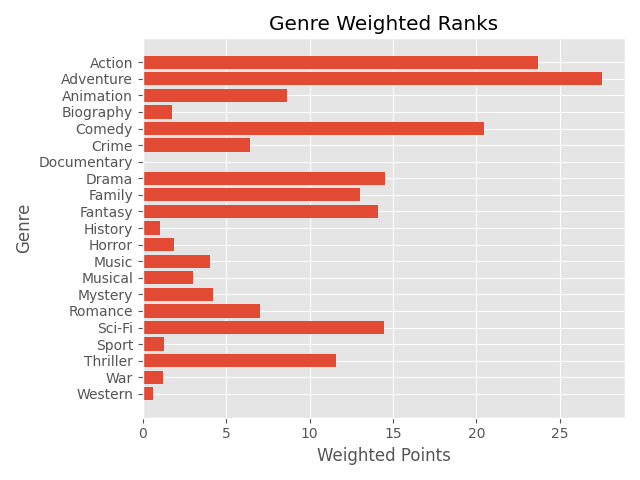 Genre Weighted Ranks
Action
Adventure
Animation
Biography
Comedy
Crime
Documentary
Drama
Family
Fantasy
History
Horror
Music
Musical
Mystery
Romance
Sci-Fi
Sport
Thriller
War
Western
Genre
0 5 10 15 20 25
Weighted Points